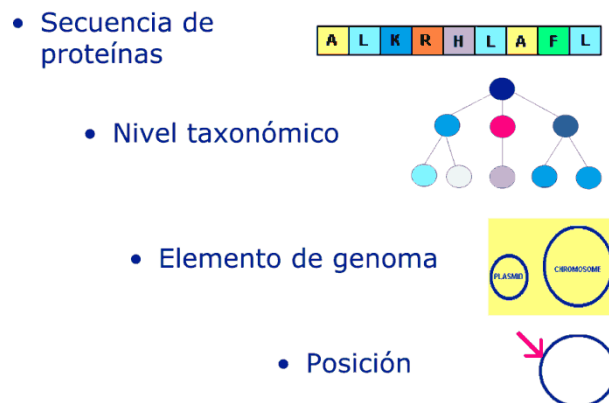 • Secuencia de
proteínas
A L K R H L A F L
• Nivel taxonómico
• Elemento de genoma
PLASMID
CHROMOSOME
• Posición